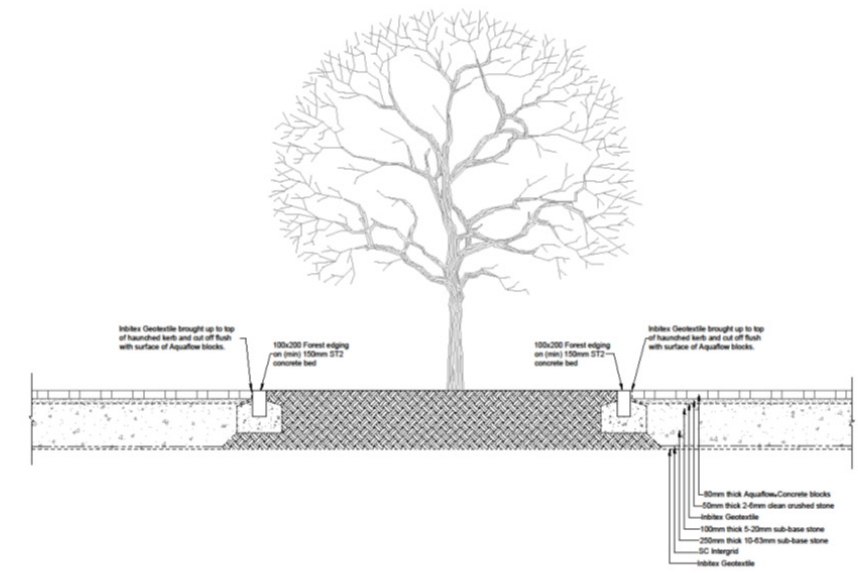 Inbitex Geotextile brought up to top
of haunched kerb and cut off flush
with surface of Aquaflow blocks.
100x200 Forest edging
on (min) 150mm ST2
concrete bed
100x200 Forest edging
on (min) 150mm ST2
concrete bed
Inbitex Geotextile brought up to top
of haunched kerb and cut off flush
with surface of Aquaflow blocks.
80mm thick Aquaflow Concrete blocks
50mm thick 2-6mm clean crushed stone
Inbitex Geotextile
100mm thick 5-20mm sub-base stone
250mm thick 10-63mm sub-base stone
SC Intergrid
Inbitex Geotextile